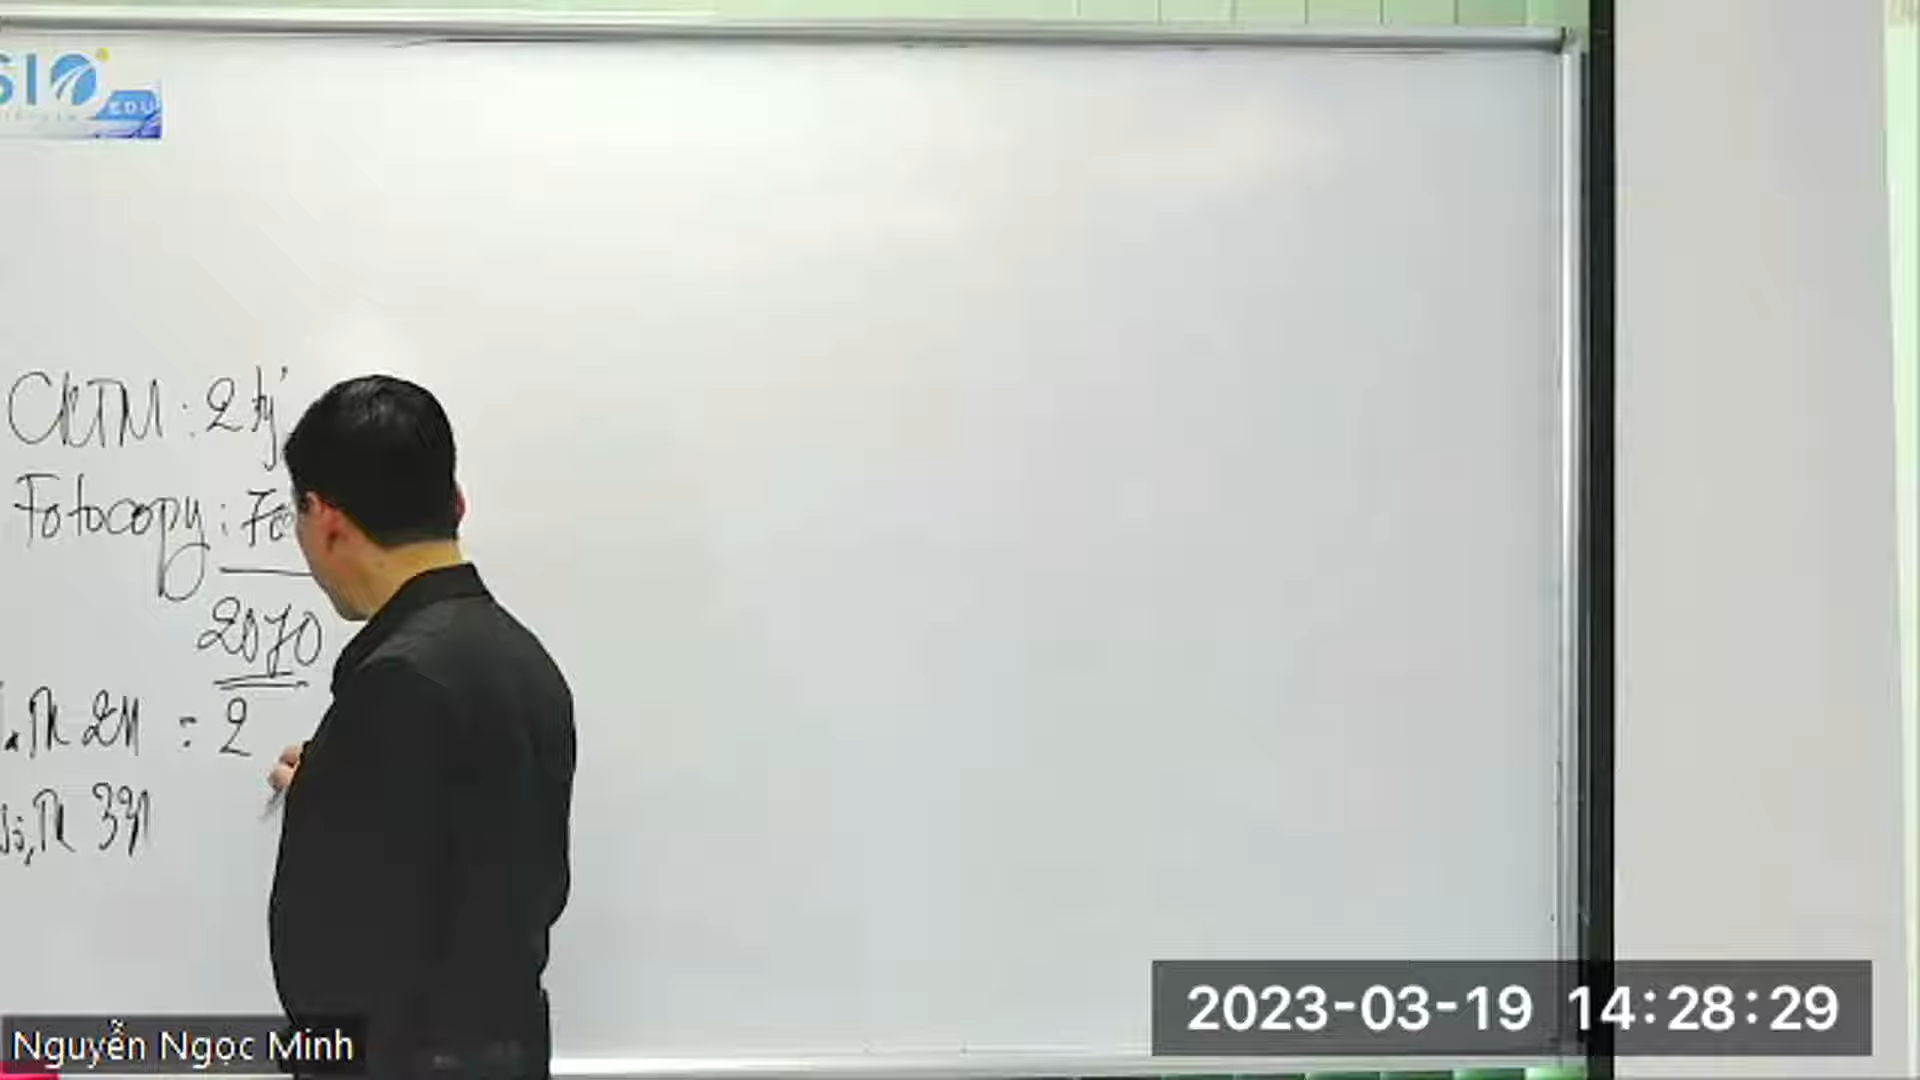 SIO
EDU
CKTM: 2 tỷ
Fotocopy: 70
2070
TK 211 = 2
TK 331
2023-03-19 14:28:29
Nguyễn Ngọc Minh